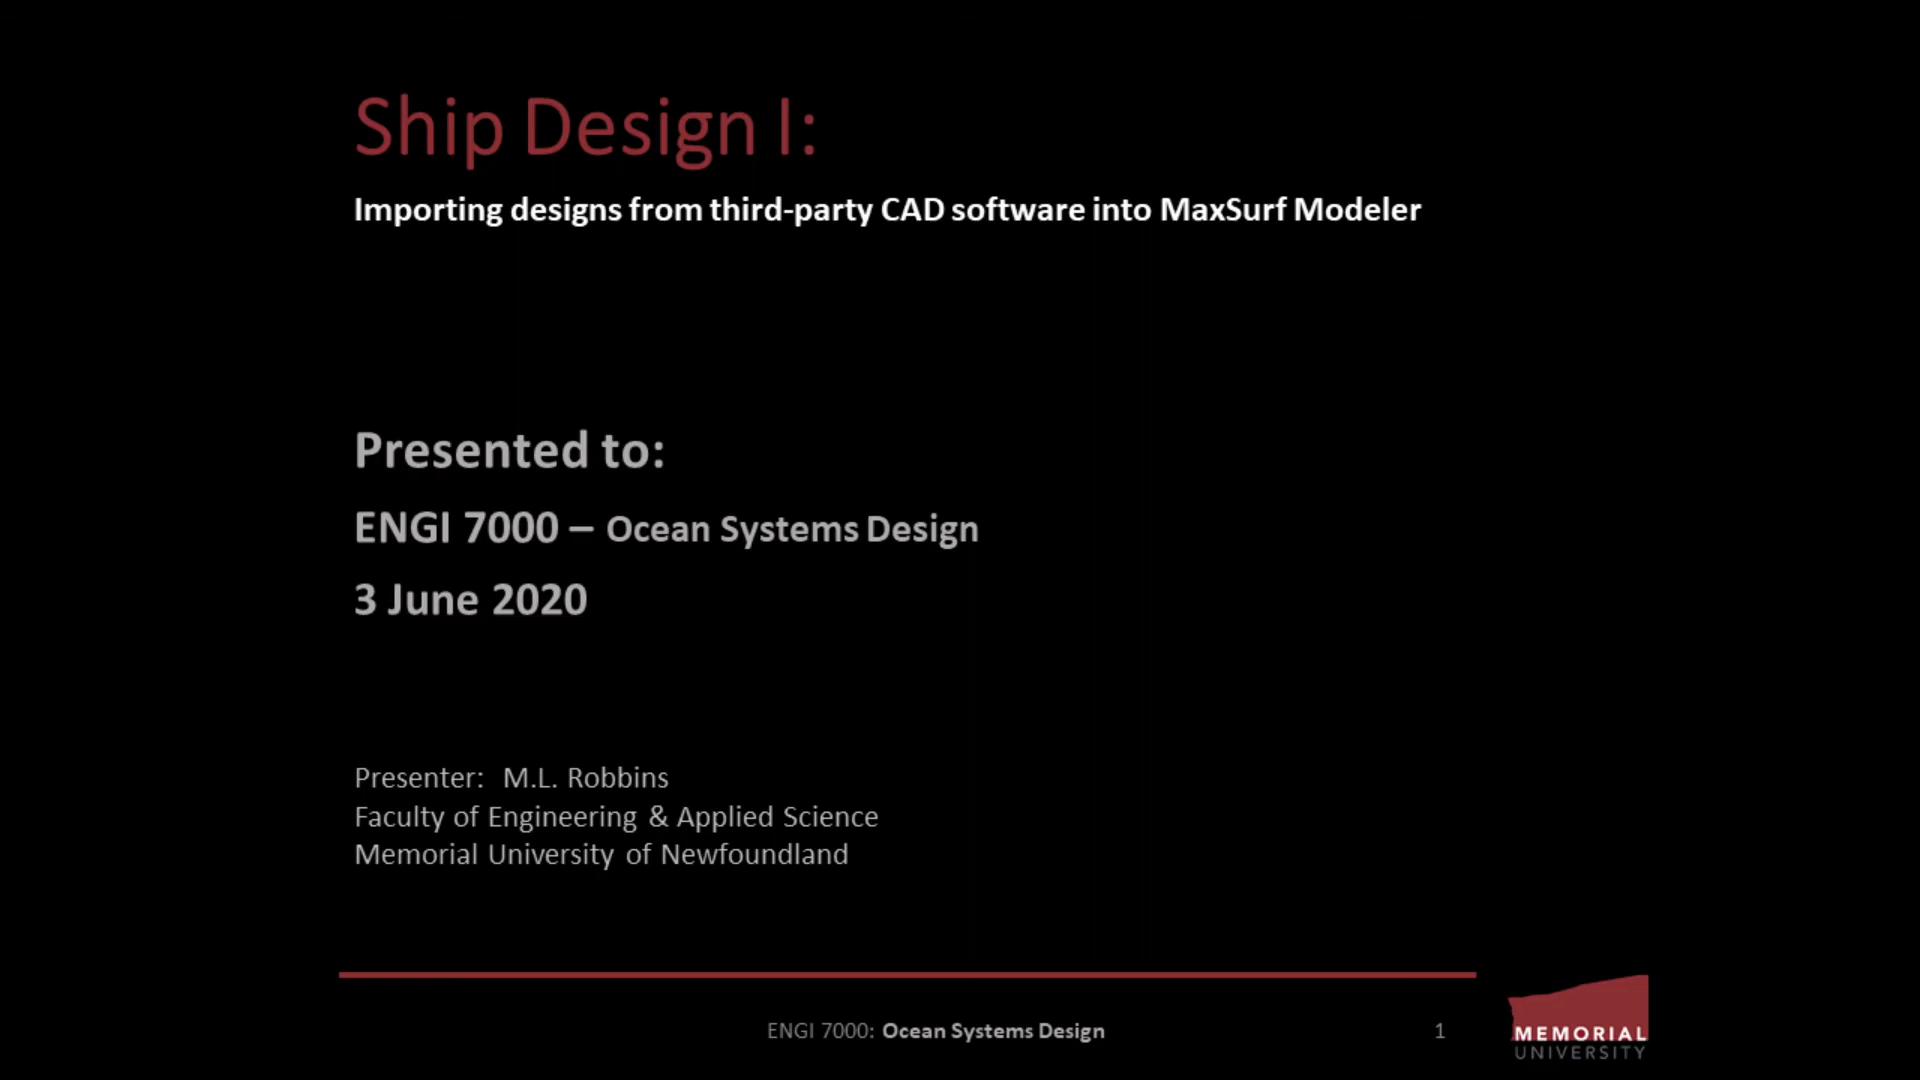 Ship Design I:
Importing designs from third-party CAD software into MaxSurf Modeler
Presented to:
ENGI 7000 – Ocean Systems Design
3 June 2020
Presenter: M.L. Robbins
Faculty of Engineering & Applied Science
Memorial University of Newfoundland
ENGI 7000: Ocean Systems Design
1
MEMORIAL
UNIVERSITY